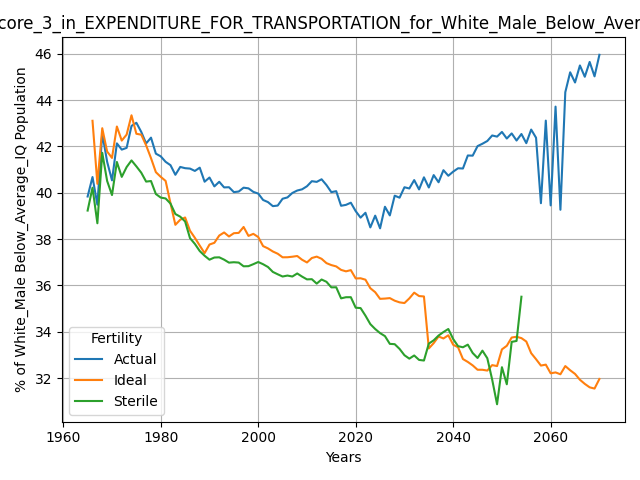 core_3_in_EXPENDITURE_FOR_TRANSPORTATION_for_White_Male_Below_Aver
% of White_Male Below_Average_IQ Population
46
44
42
40
38
36
34
32
Fertility
Actual
Ideal
Sterile
1960
1980
2000
2020
2040
2060
Years